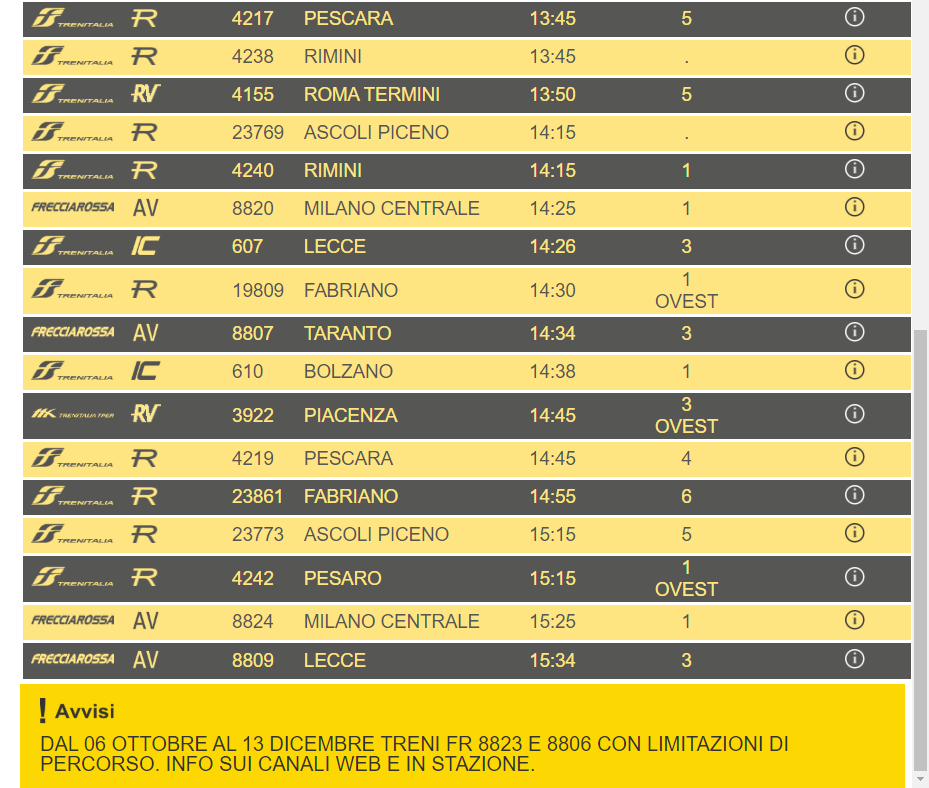 TRENITALIA R 4217 PESCARA 13:45 5
TRENITALIA R 4238 RIMINI 13:45 .
TRENITALIA RV 4155 ROMA TERMINI 13:50 5
TRENITALIA R 23769 ASCOLI PICENO 14:15 .
TRENITALIA R 4240 RIMINI 14:15 1
FRECCIAROSSA AV 8820 MILANO CENTRALE 14:25 1
TRENITALIA IC 607 LECCE 14:26 3
TRENITALIA R 19809 FABRIANO 14:30 1
OVEST
FRECCIAROSSA AV 8807 TARANTO 14:34 3
TRENITALIA IC 610 BOLZANO 14:38 1
TRENITALIA TPER RV 3922 PIACENZA 14:45 3
OVEST
TRENITALIA R 4219 PESCARA 14:45 4
TRENITALIA R 23861 FABRIANO 14:55 6
TRENITALIA R 23773 ASCOLI PICENO 15:15 5
TRENITALIA R 4242 PESARO 15:15 1
OVEST
FRECCIAROSSA AV 8824 MILANO CENTRALE 15:25 1
FRECCIAROSSA AV 8809 LECCE 15:34 3
! Avvisi
DAL 06 OTTOBRE AL 13 DICEMBRE TRENI FR 8823 E 8806 CON LIMITAZIONI DI
PERCORSO. INFO SUI CANALI WEB E IN STAZIONE.